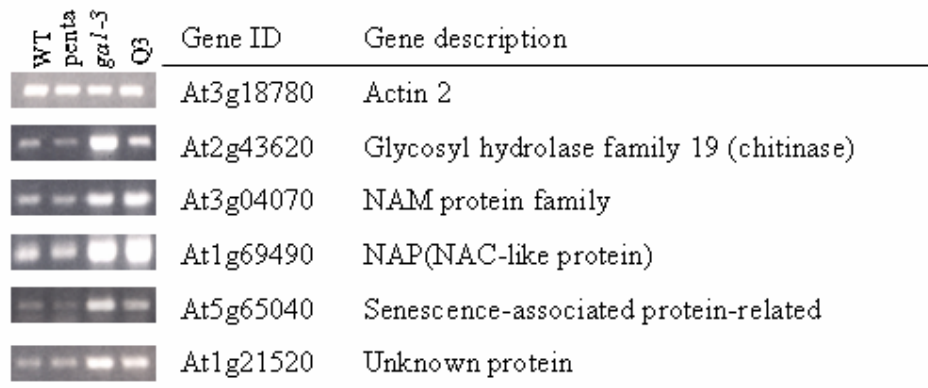 WT penta ga1-3 Q3 Gene ID Gene description
At3g18780 Actin 2
At2g43620 Glycosyl hydrolase family 19 (chitinase)
At3g04070 NAM protein family
At1g69490 NAP(NAC-like protein)
At5g65040 Senescence-associated protein-related
At1g21520 Unknown protein